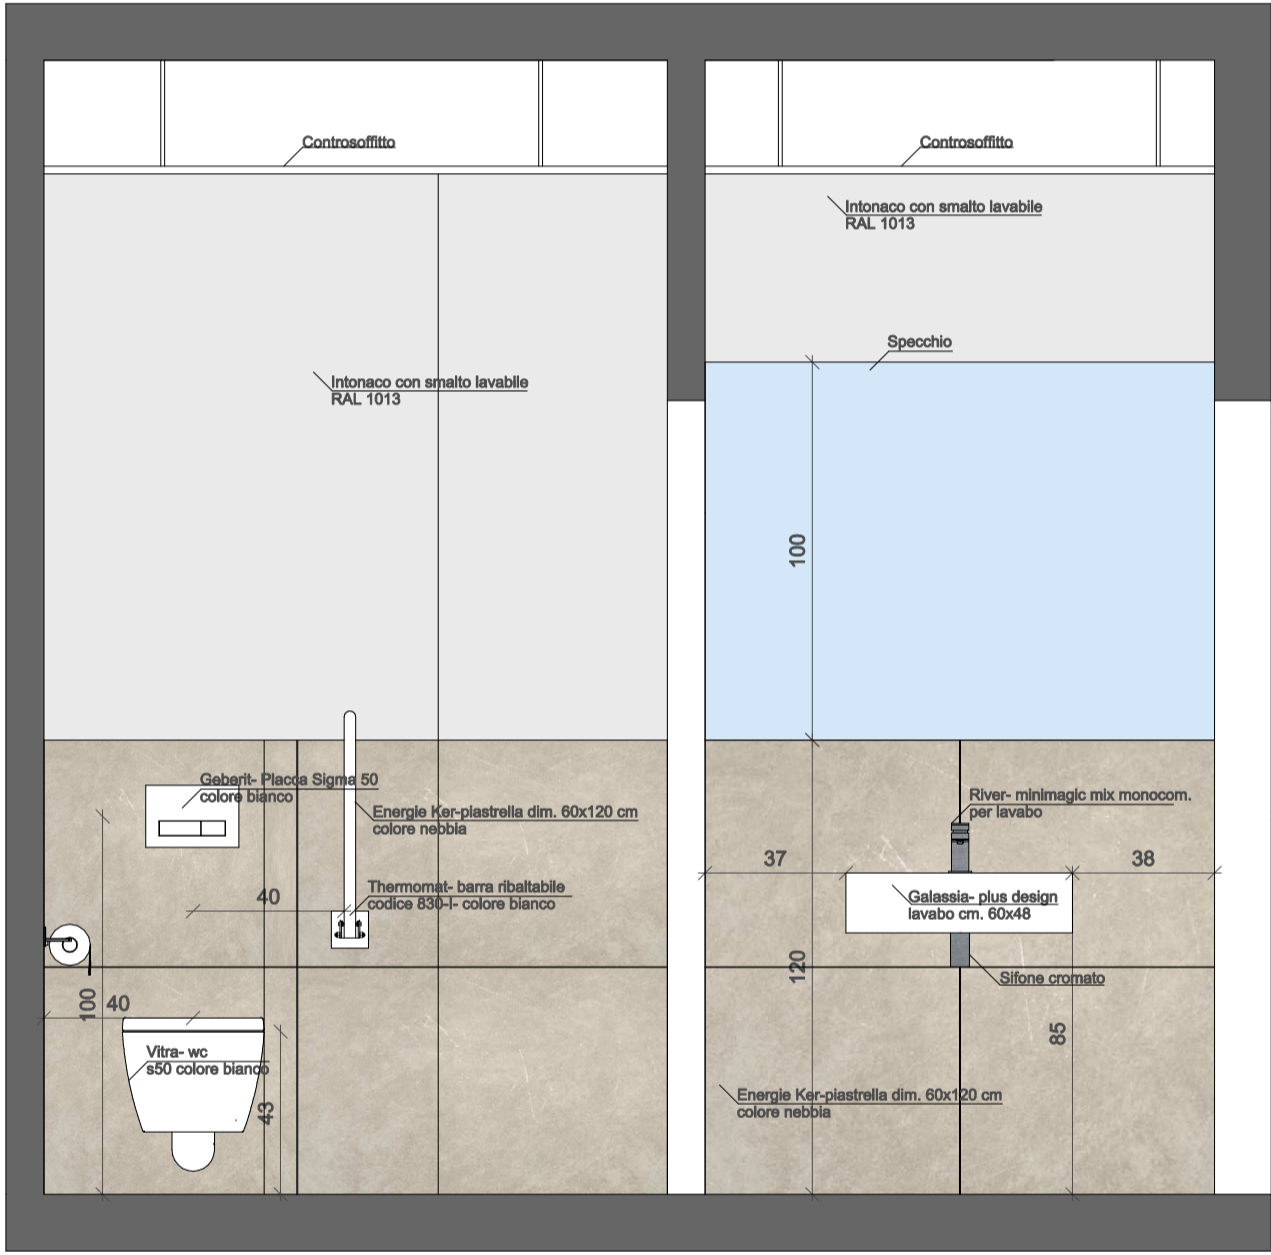 Controsoffitto
Controsoffitto
Intonaco con smalto lavabile
RAL 1013
Specchio
Intonaco con smalto lavabile
RAL 1013
100
Geberit- Placca Sigma 50
colore bianco
Energie Ker-piastrella dim. 60x120 cm
colore nebbia
River- minimagic mix monocom.
per lavabo
37
38
40
Thermomat- barra ribaltabile
codice 830-I- colore bianco
Galassia- plus design
lavabo cm. 60x48
120
Sifone cromato
100
40
85
Vitra- wc
s50 colore bianco
43
Energie Ker-piastrella dim. 60x120 cm
colore nebbia